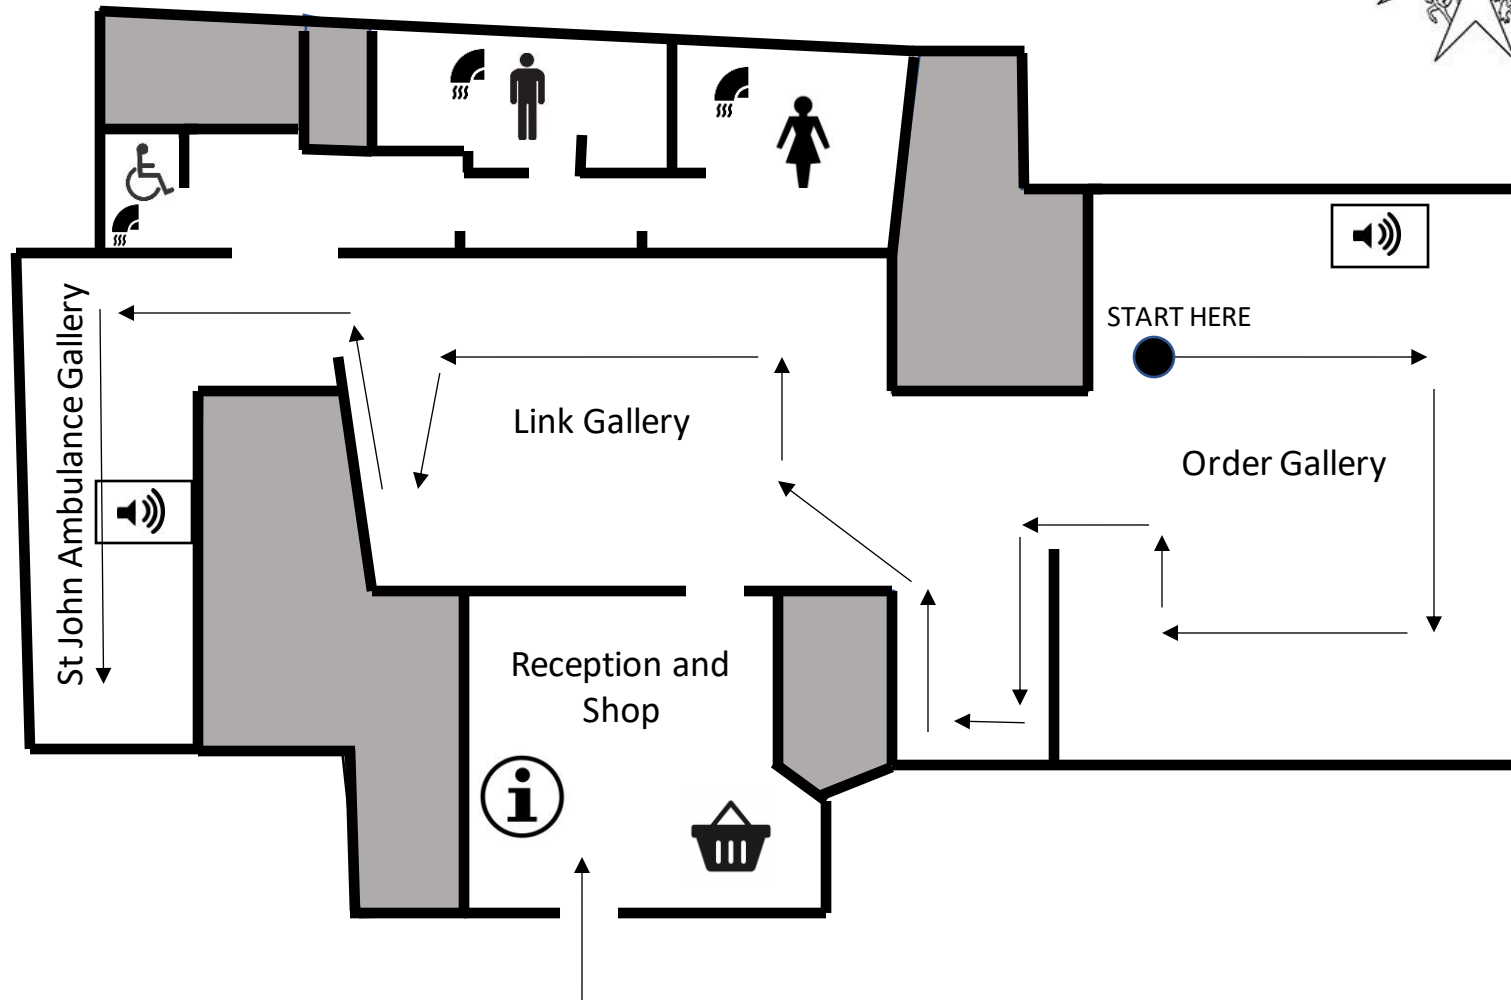 START HERE
St John Ambulance Gallery
Link Gallery
Order Gallery
Reception and
Shop